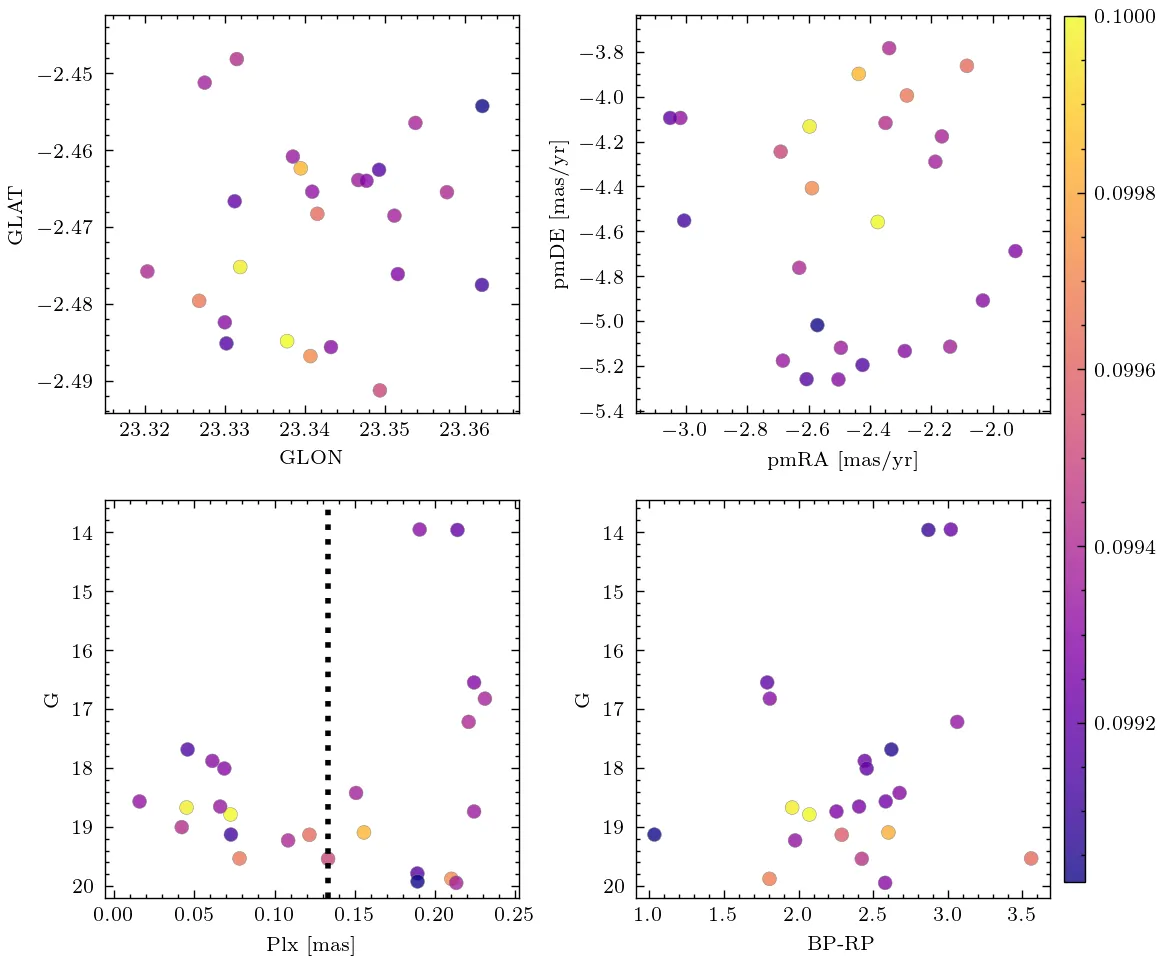 −2.45
−2.46
−2.47
−2.48
−2.49
GLAT
23.32 23.33 23.34 23.35 23.36
GLON
−3.8
−4.0
−4.2
−4.4
−4.6
−4.8
−5.0
−5.2
−5.4
pmDE [mas/yr]
−3.0 −2.8 −2.6 −2.4 −2.2 −2.0
pmRA [mas/yr]
0.1000
0.0998
0.0996
0.0994
0.0992
14
15
16
17
18
19
20
G
0.00 0.05 0.10 0.15 0.20 0.25
Plx [mas]
14
15
16
17
18
19
20
G
1.0 1.5 2.0 2.5 3.0 3.5
BP-RP